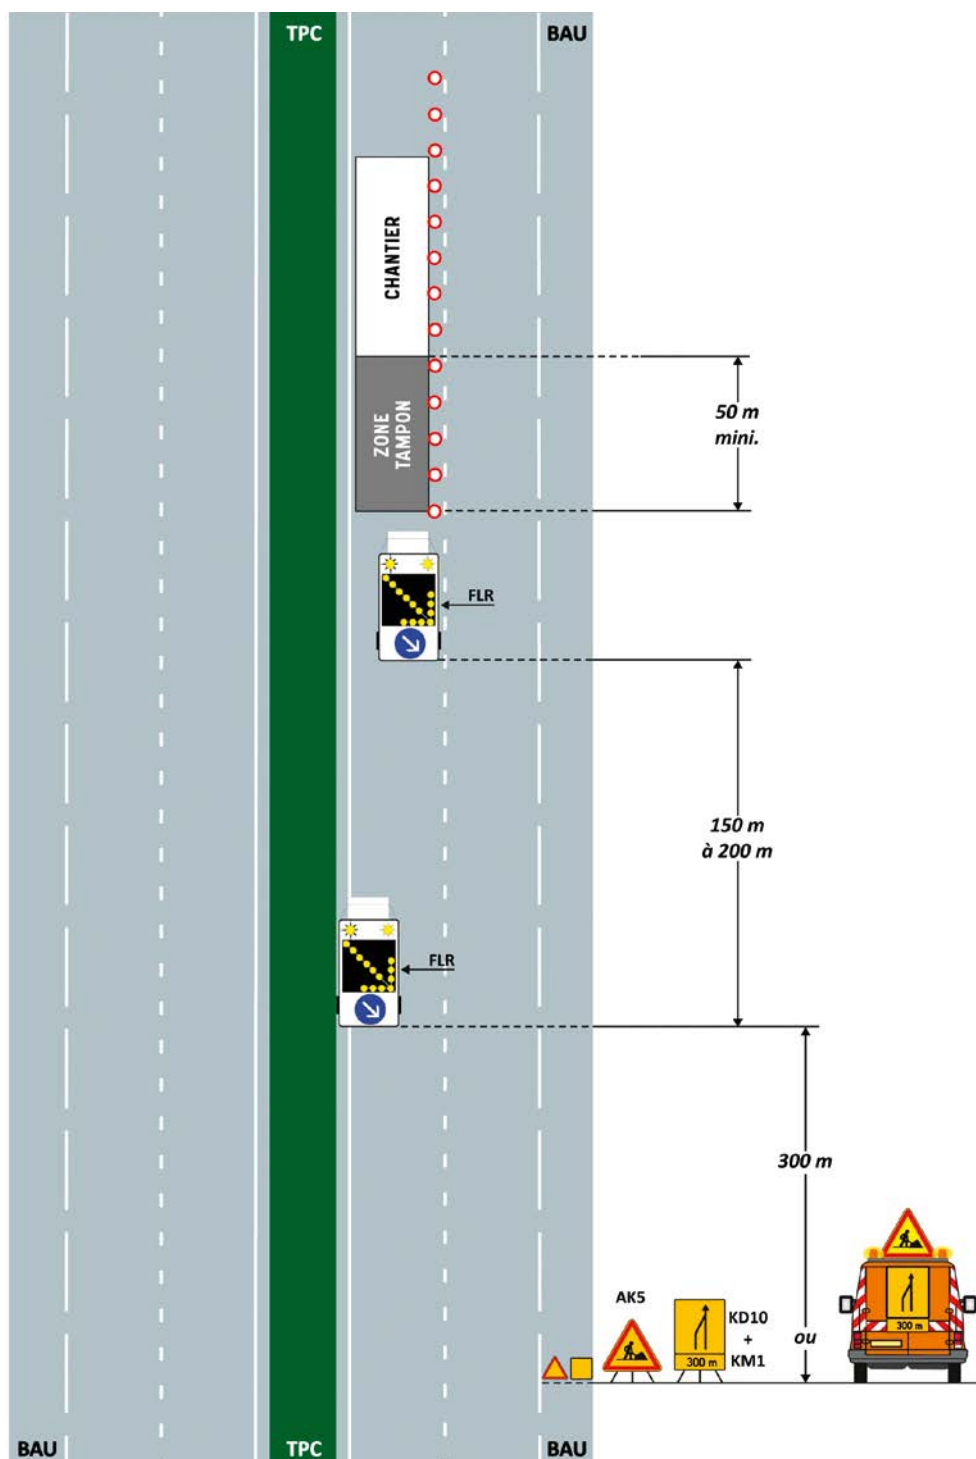 TPC
BAU
CHANTIER
ZONE
TAMPON
50 m
mini.
FLR
150 m
à 200 m
FLR
300 m
AK5
KD10
+
KM1
300 m
ou
300 m
BAU
TPC
BAU